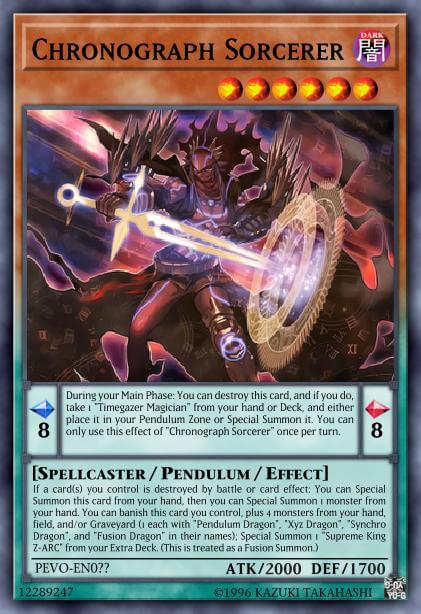 Chronograph Sorcerer
DARK
闇
8
8
During your Main Phase: You can destroy this card, and if you do,
take 1 "Timegazer Magician" from your hand or Deck, and either
place it in your Pendulum Zone or Special Summon it. You can
only use this effect of "Chronograph Sorcerer" once per turn.
[Spellcaster / Pendulum / Effect]
If a card(s) you control is destroyed by battle or card effect: You can Special
Summon this card from your hand, then you can Special Summon 1 monster from
your hand. You can banish this card you control, plus 4 monsters from your hand,
field, and/or Graveyard (1 each with "Pendulum Dragon", "Xyz Dragon", "Synchro
Dragon", and "Fusion Dragon" in their names); Special Summon 1 "Supreme King
Z-ARC" from your Extra Deck. (This is treated as a Fusion Summon.)
PEVO-EN0??
ATK/2000 DEF/1700
12289247
©1996 KAZUKI TAKAHASHI